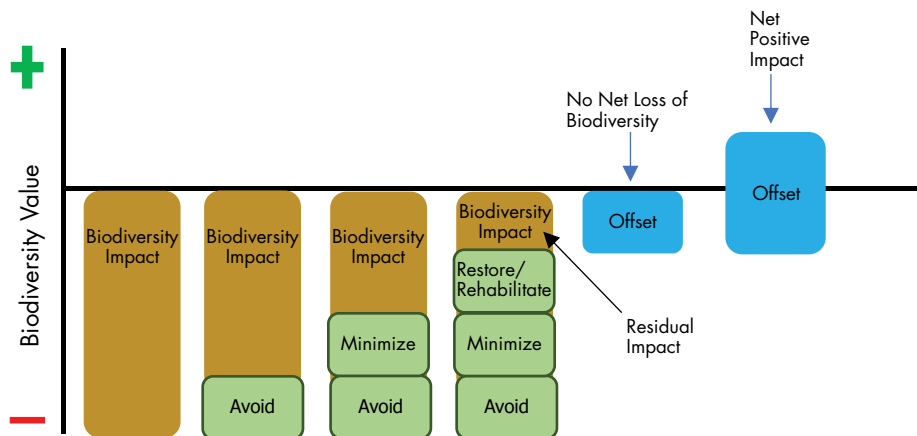 Net
Positive
Impact
No Net Loss of
Biodiversity
+
Biodiversity Value
–
Biodiversity
Impact
Biodiversity
Impact
Avoid
Biodiversity
Impact
Minimize
Avoid
Biodiversity
Impact
Restore/
Rehabilitate
Minimize
Avoid
Residual
Impact
Offset
Offset